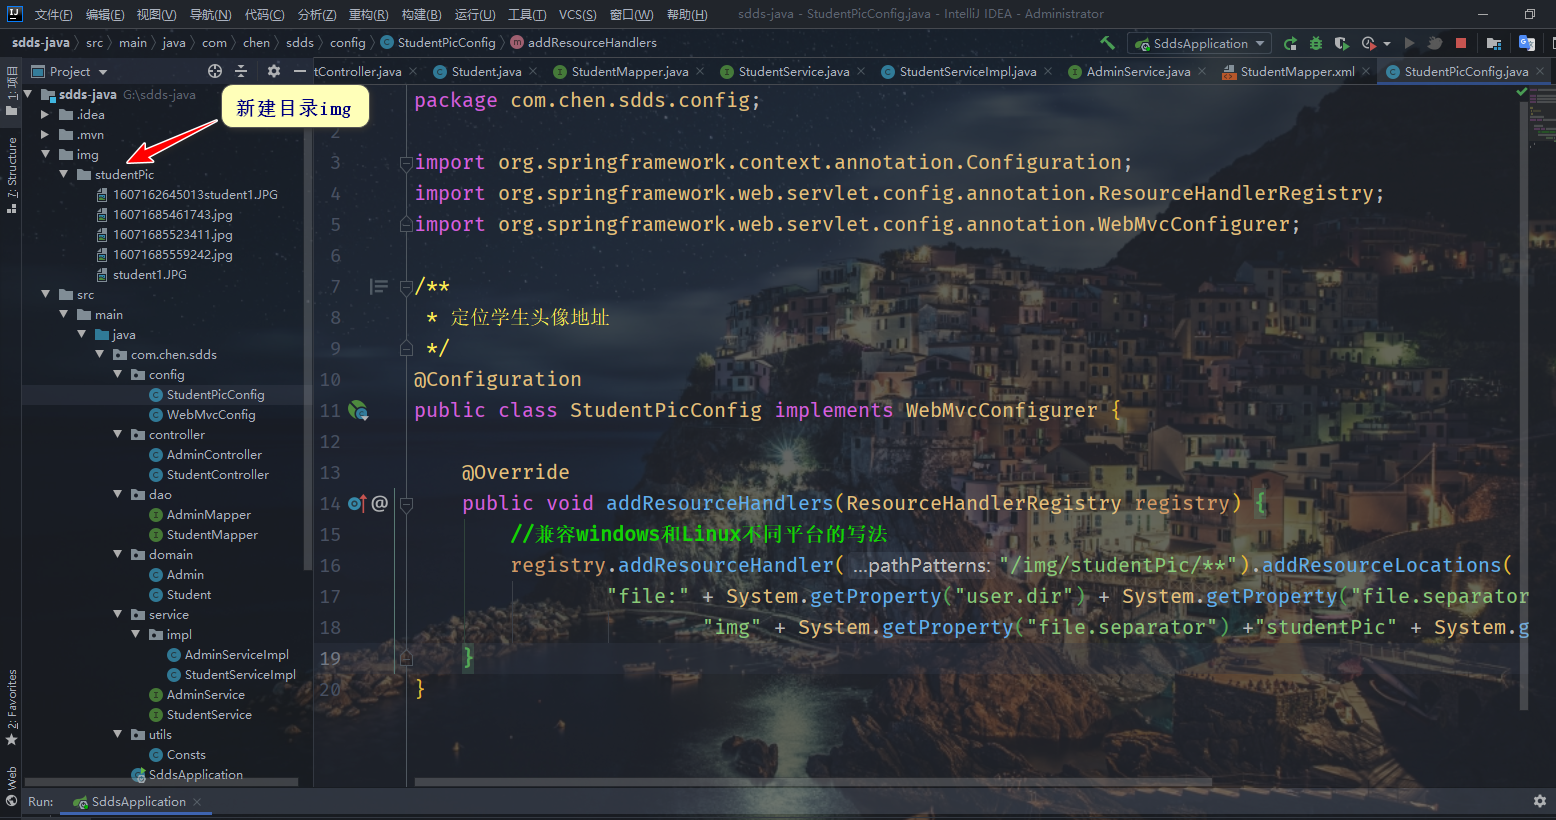 文件(F) 编辑(E) 视图(V) 导航(N) 代码(C) 分析(Z) 重构(R) 构建(B) 运行(U) 工具(T) VCS(S) 窗口(W) 帮助(H) sdds-java - StudentPicConfig.java - IntelliJ IDEA - Administrator
sdds-java src main java com chen sdds config StudentPicConfig addResourceHandlers SddsApplication
Project
tController.java Student.java StudentMapper.java StudentService.java StudentServiceImpl.java AdminService.java StudentMapper.xml StudentPicConfig.java
1: 项目
7: Structure
2: Favorites
Web
sdds-java G:\sdds-java
.idea
.mvn
img
studentPic
1607162645013student1.JPG
16071685461743.jpg
16071685523411.jpg
16071685559242.jpg
student1.JPG
src
main
java
com.chen.sdds
config
StudentPicConfig
WebMvcConfig
controller
AdminController
StudentController
dao
AdminMapper
StudentMapper
domain
Admin
Student
service
impl
AdminServiceImpl
StudentServiceImpl
AdminService
StudentService
utils
Consts
SddsApplication
新建目录img
package com.chen.sdds.config;
2
3 import org.springframework.context.annotation.Configuration;
4 import org.springframework.web.servlet.config.annotation.ResourceHandlerRegistry;
5 import org.springframework.web.servlet.config.annotation.WebMvcConfigurer;
6
7 /**
8 * 定位学生头像地址
9 */
10 @Configuration
11 public class StudentPicConfig implements WebMvcConfigurer {
12
13 @Override
14 @ public void addResourceHandlers(ResourceHandlerRegistry registry) {
15 //兼容windows和Linux不同平台的写法
16 registry.addResourceHandler( ...pathPatterns: "/img/studentPic/**").addResourceLocations(
17 "file:" + System.getProperty("user.dir") + System.getProperty("file.separator
18 "img" + System.getProperty("file.separator") +"studentPic" + System.g
19 }
20 }
Run: SddsApplication